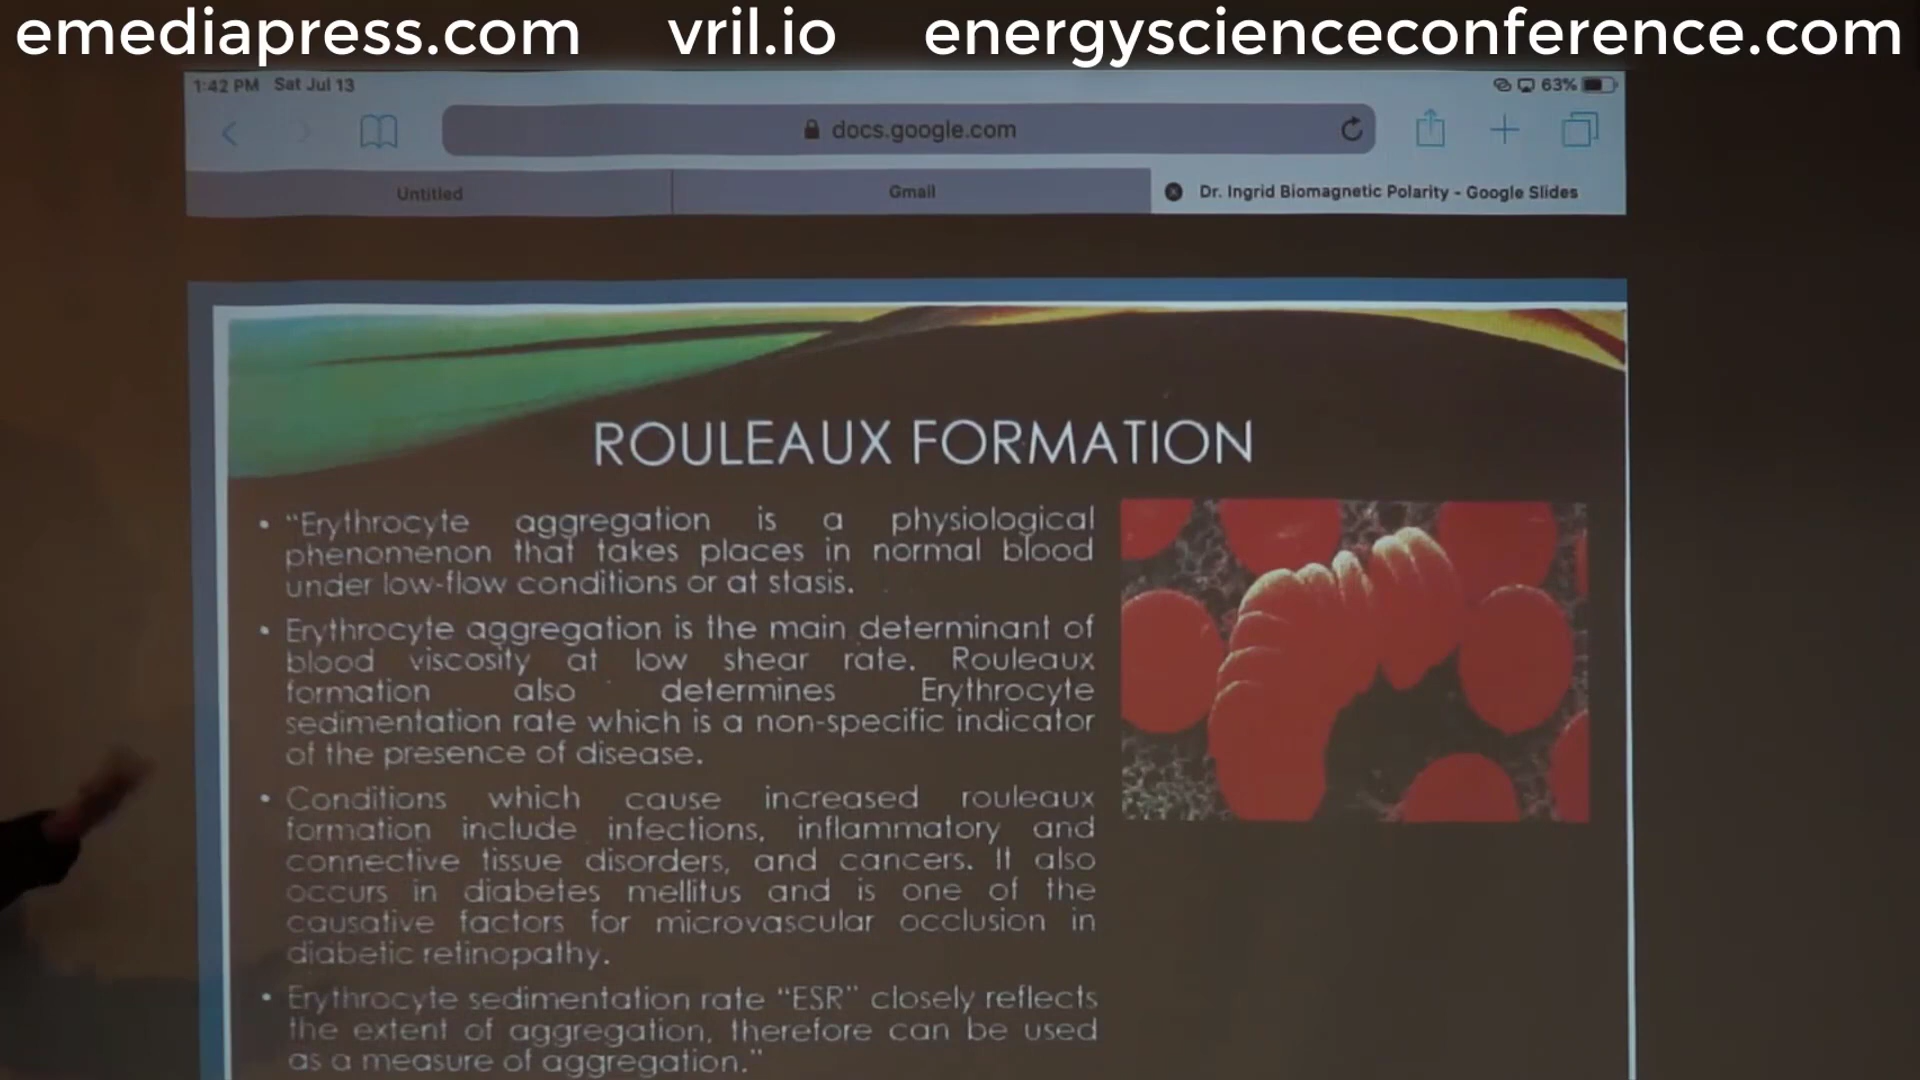 emediapress.com vril.io energyscienceconference.com
1:42 PM Sat Jul 13 63%
docs.google.com
Untitled Gmail Dr. Ingrid Biomagnetic Polarity - Google Slides
ROULEAUX FORMATION
• “Erythrocyte aggregation is a physiological
phenomenon that takes places in normal blood
under low-flow conditions or at stasis.
• Erythrocyte aggregation is the main determinant of
blood viscosity at low shear rate. Rouleaux
formation also determines Erythrocyte
sedimentation rate which is a non-specific indicator
of the presence of disease.
• Conditions which cause increased rouleaux
formation include infections, inflammatory and
connective tissue disorders, and cancers. It also
occurs in diabetes mellitus and is one of the
causative factors for microvascular occlusion in
diabetic retinopathy.
• Erythrocyte sedimentation rate “ESR” closely reflects
the extent of aggregation, therefore can be used
as a measure of aggregation.”